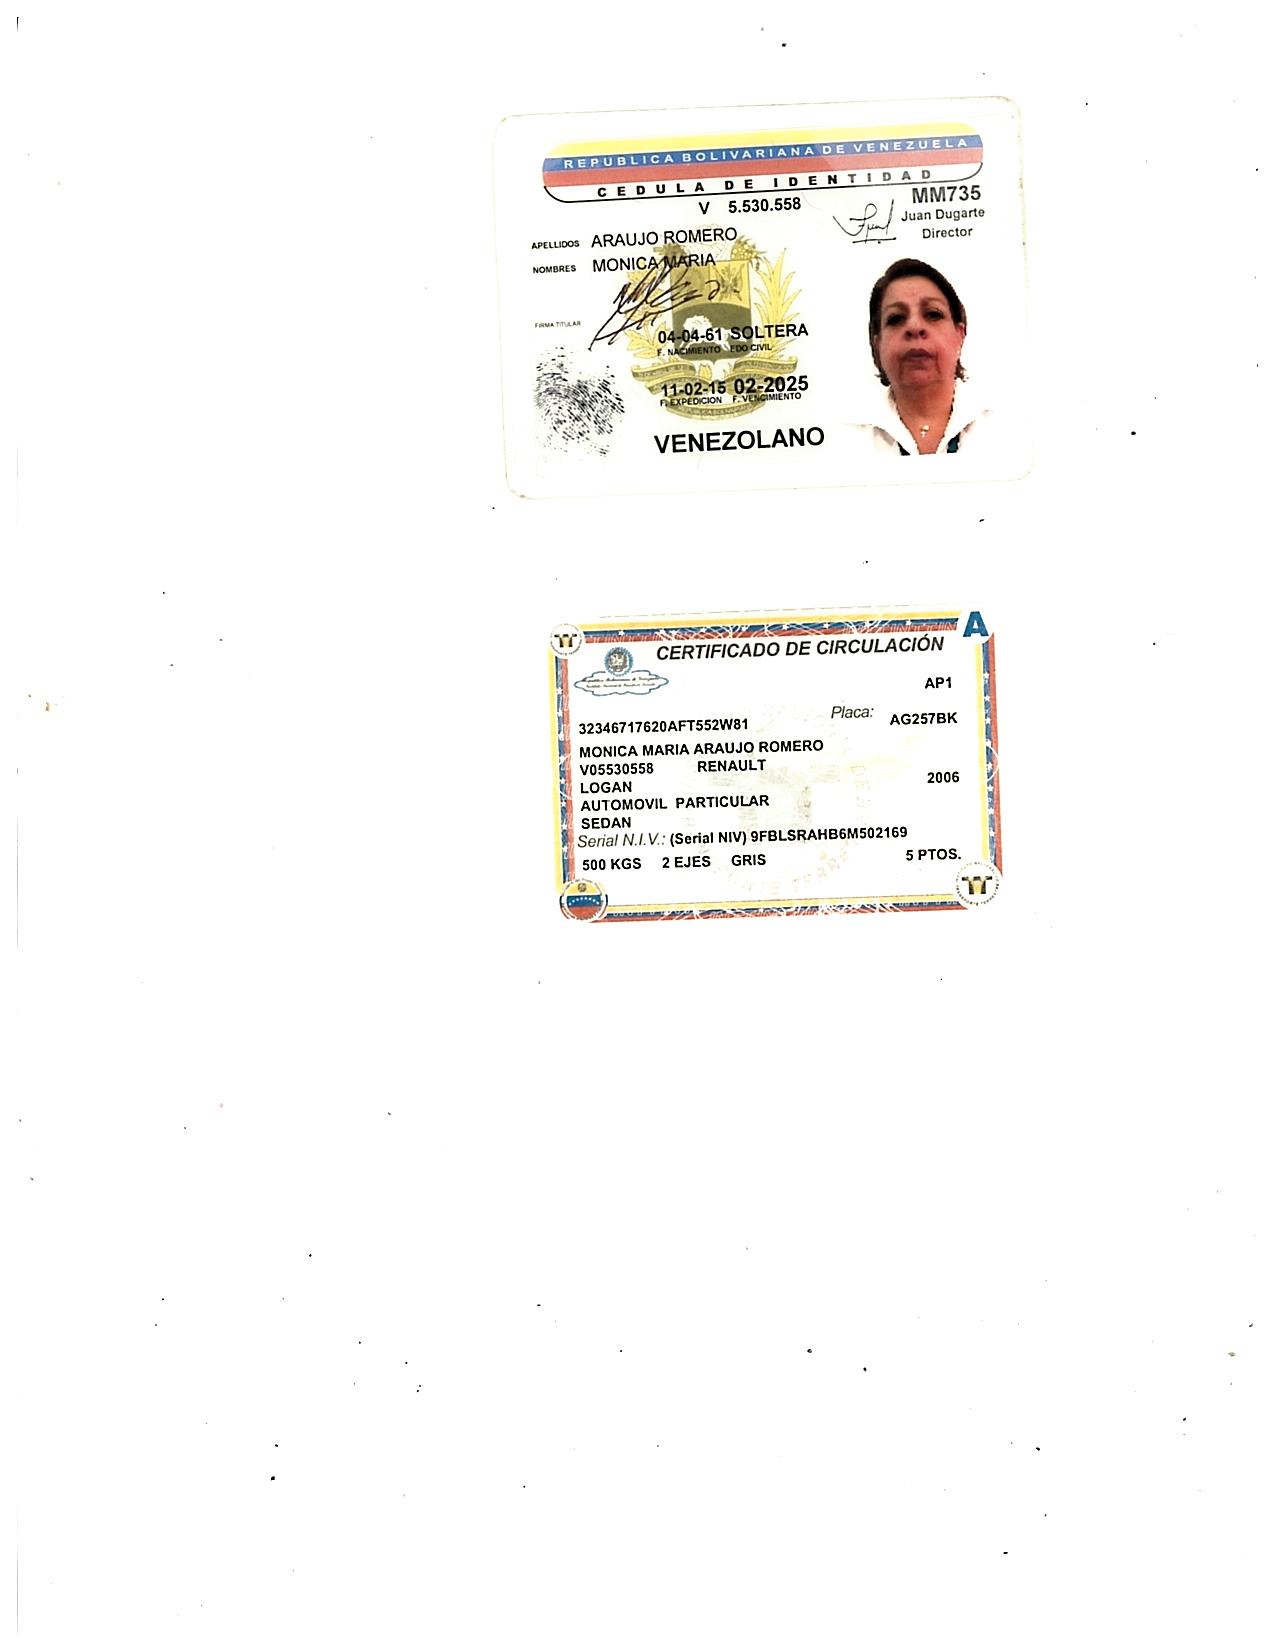 REPUBLICA BOLIVARIANA DE VENEZUELA
CEDULA DE IDENTIDAD
V 5.530.558
MM735
Juan Dugarte
Director
APELLIDOS ARAUJO ROMERO
NOMBRES MONICA MARIA
FIRMA TITULAR
04-04-61 SOLTERA
F. NACIMIENTO EDO CIVIL
11-02-15 02-2025
F. EXPEDICION F. VENCIMIENTO
VENEZOLANO
A
CERTIFICADO DE CIRCULACIÓN
AP1
Placa: AG257BK
32346717620AFT552W81
MONICA MARIA ARAUJO ROMERO
V05530558 RENAULT
LOGAN 2006
AUTOMOVIL PARTICULAR
SEDAN
Serial N.I.V.: (Serial NIV) 9FBLSRAHB6M502169
500 KGS 2 EJES GRIS 5 PTOS.